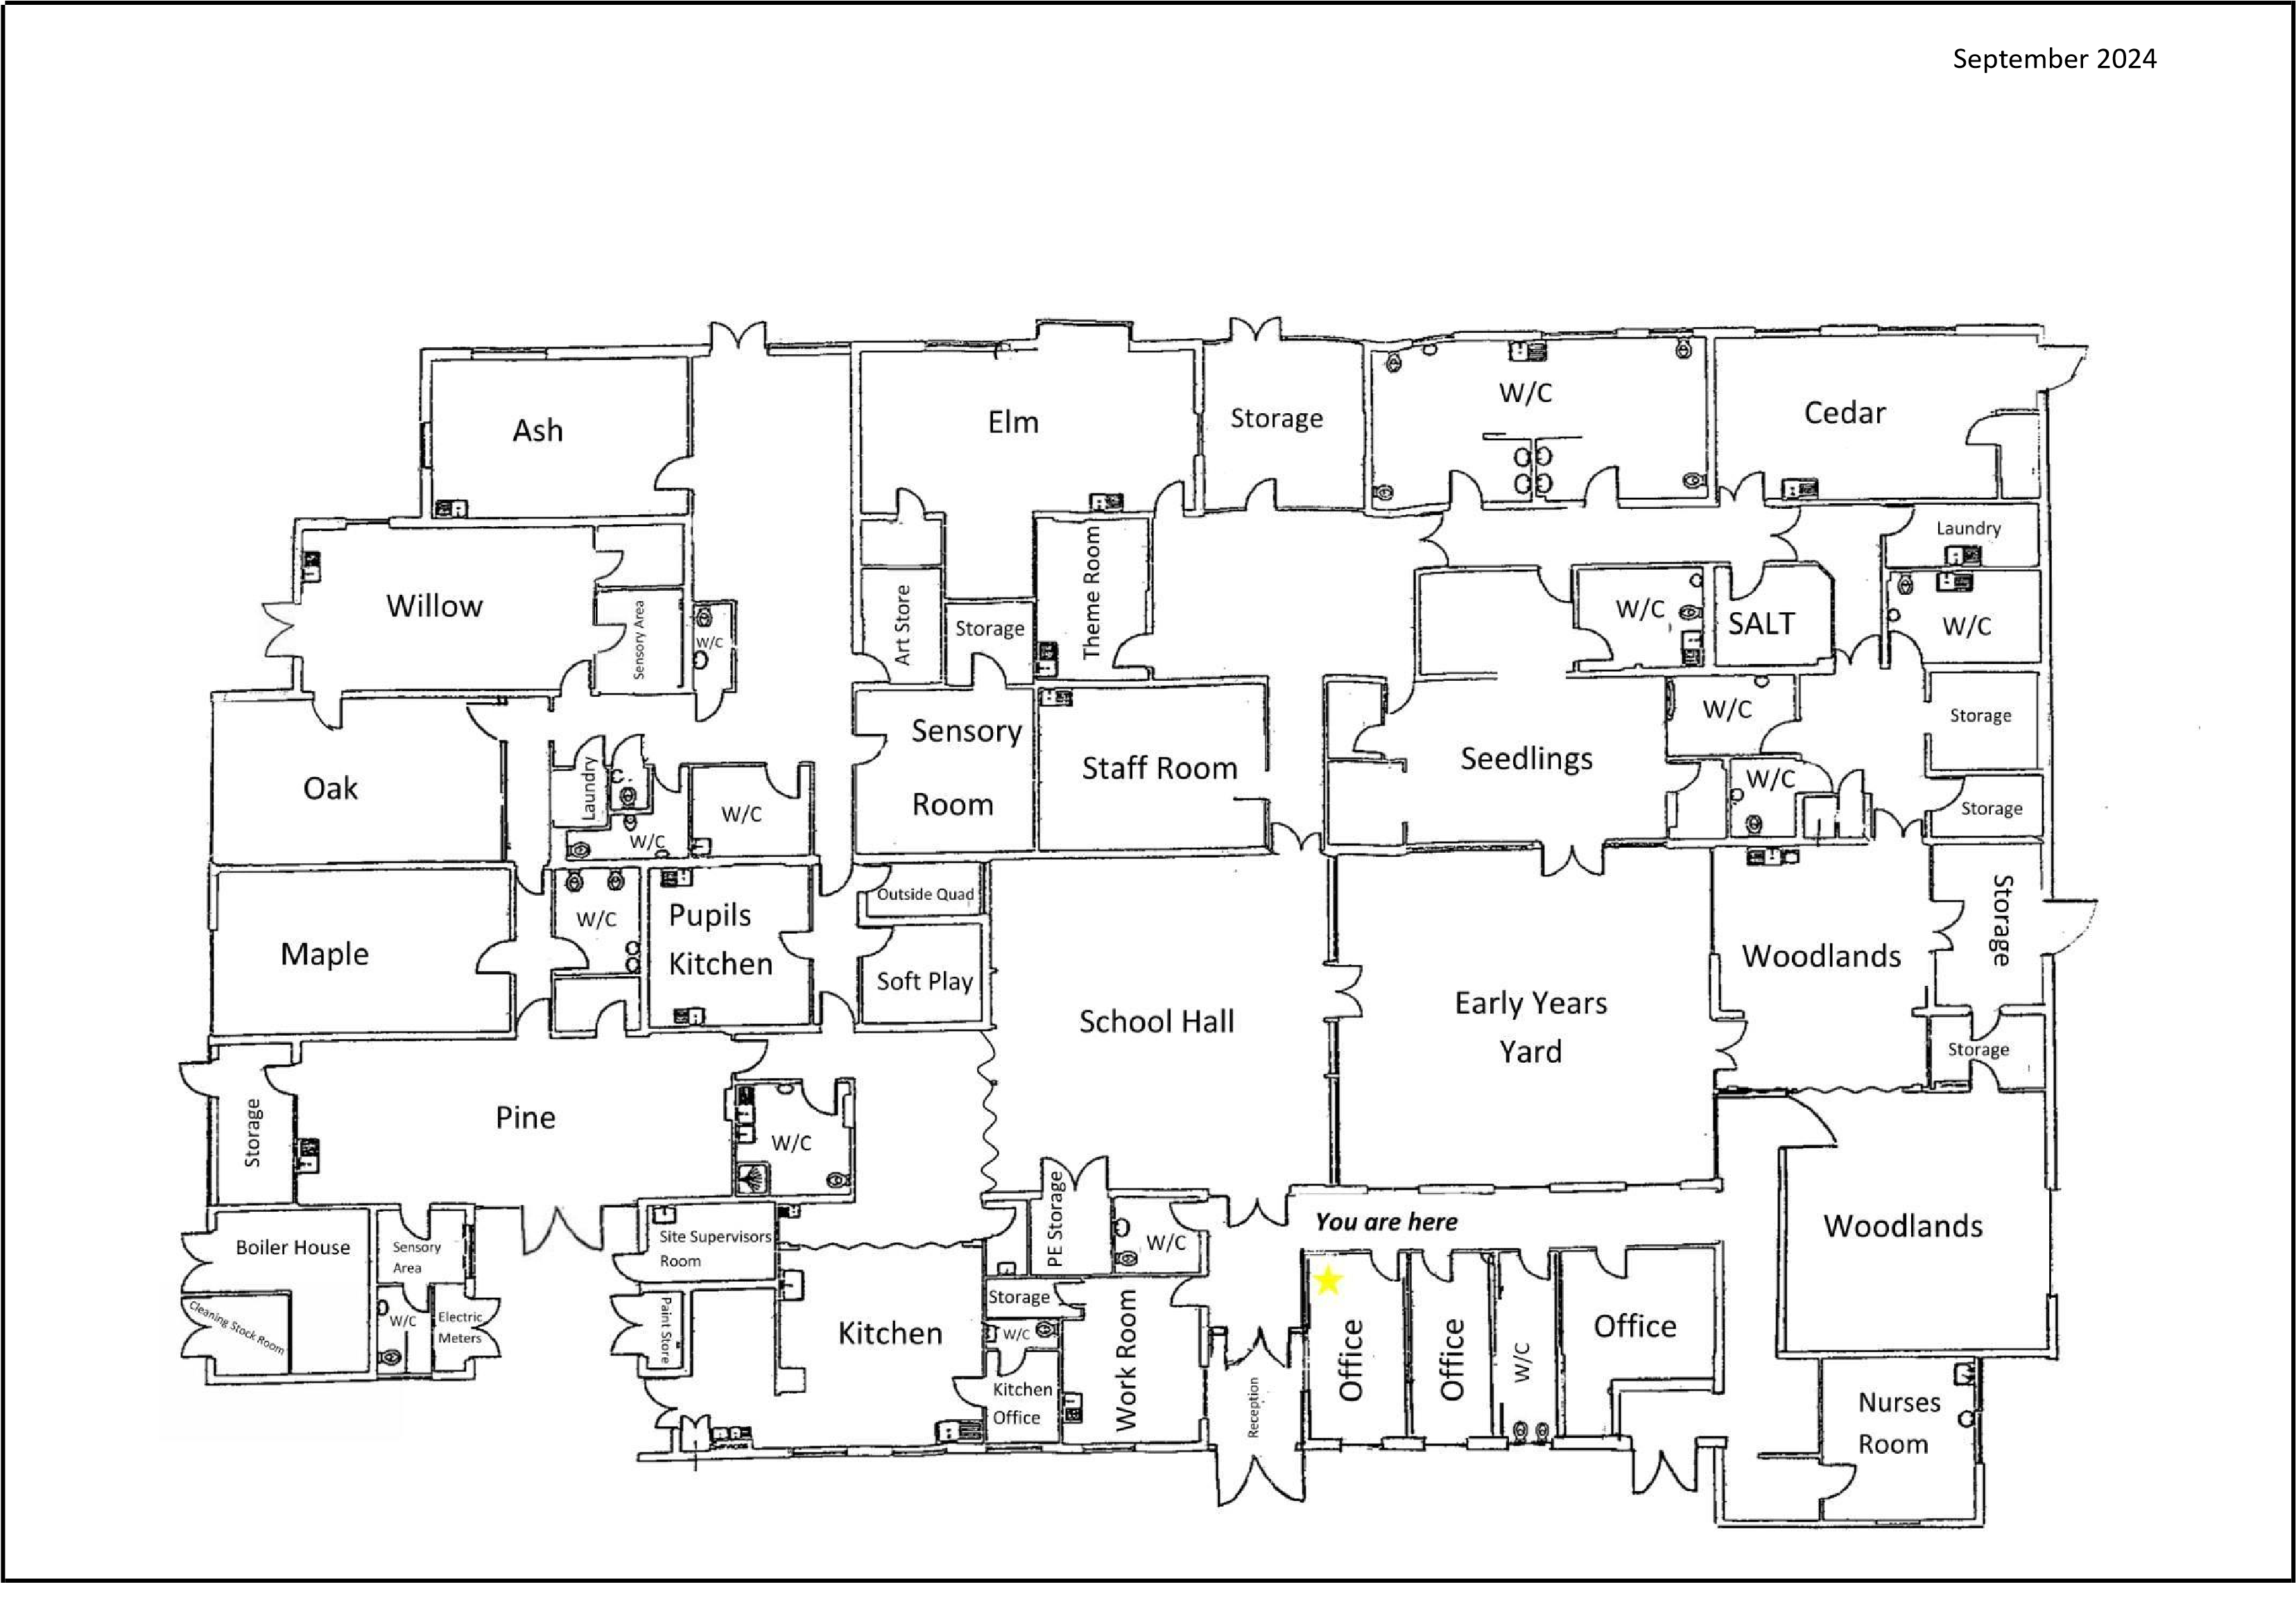 September 2024
Ash
Elm
Storage
W/C
Cedar
Laundry
Willow
Sensory Area
W/C
Art Store
Storage
Theme Room
W/C
SALT
W/C
Oak
Laundry
C.
W/C
W/C
Sensory
Room
Staff Room
Seedlings
W/C
W/C
Storage
Storage
Maple
W/C
Pupils
Kitchen
Outside Quad
Soft Play
School Hall
Early Years
Yard
Woodlands
Storage
Storage
Storage
Pine
W/C
PE Storage
W/C
You are here
Woodlands
Boiler House
Sensory
Area
Site Supervisors
Room
Cleaning Stock Room
W/C
Electric
Meters
Paint Store
Kitchen
Storage
W/C
Kitchen
Office
Work Room
Reception
Office
Office
W/C
Office
Nurses
Room